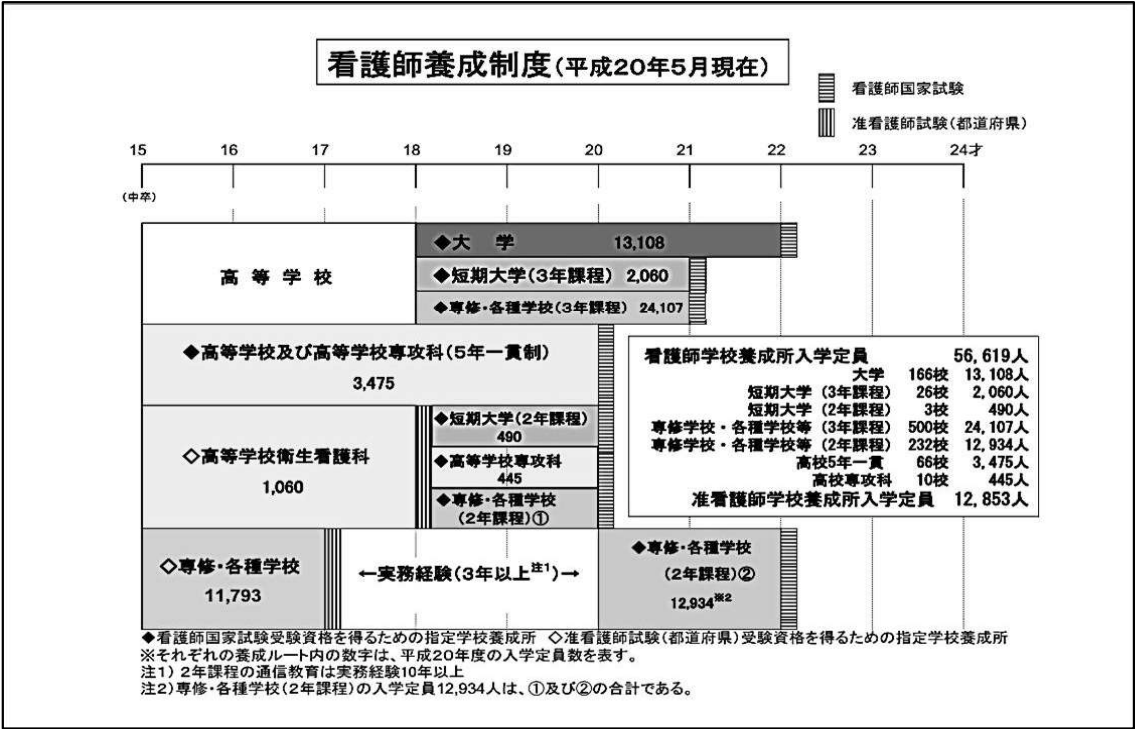 看護師養成制度(平成20年5月現在)
看護師国家試験
准看護師試験(都道府県)
15 16 17 18 19 20 21 22 23 24才
(中卒)
高等学校
◆大 学 13,108
◆短期大学(3年課程) 2,060
◆専修・各種学校(3年課程) 24,107
◆高等学校及び高等学校専攻科(5年一貫制)
3,475
◇高等学校衛生看護科
1,060
◆短期大学(2年課程)
490
◆高等学校専攻科
445
◆専修・各種学校
(2年課程)①
◇専修・各種学校
11,793
←実務経験(3年以上注1)→
◆専修・各種学校
(2年課程)②
12,934※2
看護師学校養成所入学定員 56,619人
大学 166校 13,108人
短期大学(3年課程) 26校 2,060人
短期大学(2年課程) 3校 490人
専修学校・各種学校等(3年課程) 500校 24,107人
専修学校・各種学校等(2年課程) 232校 12,934人
高校5年一貫 66校 3,475人
高校専攻科 10校 445人
准看護師学校養成所入学定員 12,853人
◆看護師国家試験受験資格を得るための指定学校養成所 ◇准看護師試験(都道府県)受験資格を得るための指定学校養成所
※それぞれの養成ルート内の数字は、平成20年度の入学定員数を表す。
注1) 2年課程の通信教育は実務経験10年以上
注2)専修・各種学校(2年課程)の入学定員12,934人は、①及び②の合計である。